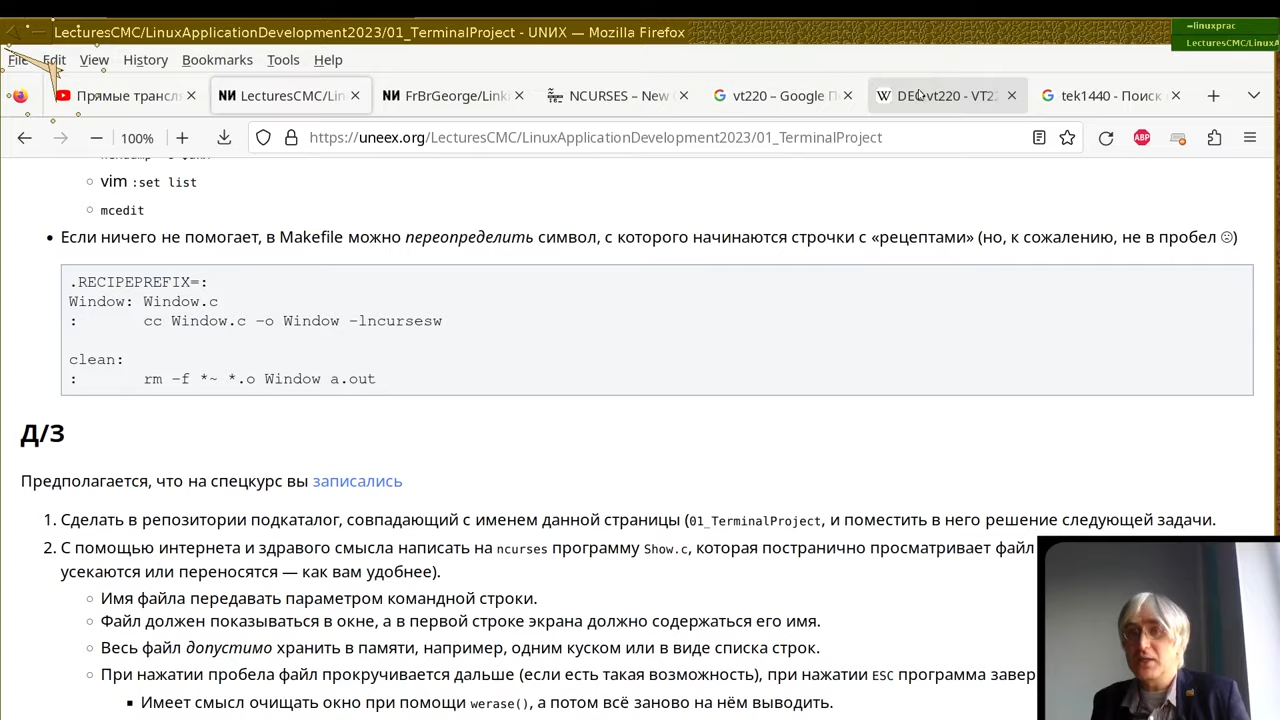 LecturesCMC/LinuxApplicationDevelopment2023/01_TerminalProject - UNИX — Mozilla Firefox
~linuxprac
LecturesCMC/LinuxA
File Edit View History Bookmarks Tools Help
Прямые трансл
LecturesCMC/Lin
FrBrGeorge/Link
NCURSES – New
vt220 – Google П
DEC vt220 - VT22
tek1440 - Поиск
100%
https://uneex.org/LecturesCMC/LinuxApplicationDevelopment2023/01_TerminalProject
vim :set list
mcedit
Если ничего не помогает, в Makefile можно переопределить символ, с которого начинаются строчки с «рецептами» (но, к сожалению, не в пробел ☹)
.RECIPEPREFIX=:
Window: Window.c
: cc Window.c -o Window -lncursesw
clean:
: rm -f *~ *.o Window a.out
Д/З
Предполагается, что на спецкурс вы записались
1. Сделать в репозитории подкаталог, совпадающий с именем данной страницы (01_TerminalProject, и поместить в него решение следующей задачи.
2. С помощью интернета и здравого смысла написать на ncurses программу Show.c, которая постранично просматривает файл
усекаются или переносятся — как вам удобнее).
Имя файла передавать параметром командной строки.
Файл должен показываться в окне, а в первой строке экрана должно содержаться его имя.
Весь файл допустимо хранить в памяти, например, одним куском или в виде списка строк.
При нажатии пробела файл прокручивается дальше (если есть такая возможность), при нажатии ESC программа завер
Имеет смысл очищать окно при помощи werase(), а потом всё заново на нём выводить.